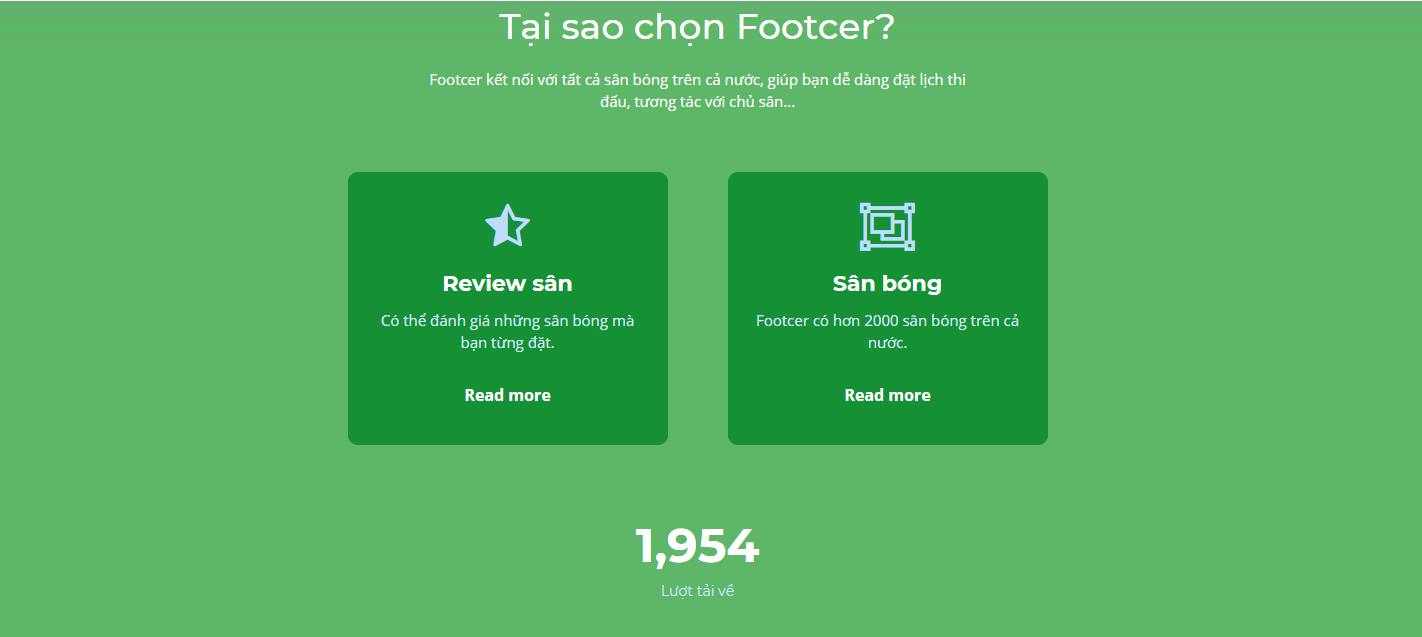 Tại sao chọn Footcer?
Footcer kết nối với tất cả sân bóng trên cả nước, giúp bạn dễ dàng đặt lịch thi
đấu, tương tác với chủ sân...
Review sân
Có thể đánh giá những sân bóng mà
bạn từng đặt.
Read more
Sân bóng
Footcer có hơn 2000 sân bóng trên cả
nước.
Read more
1,954
Lượt tải về